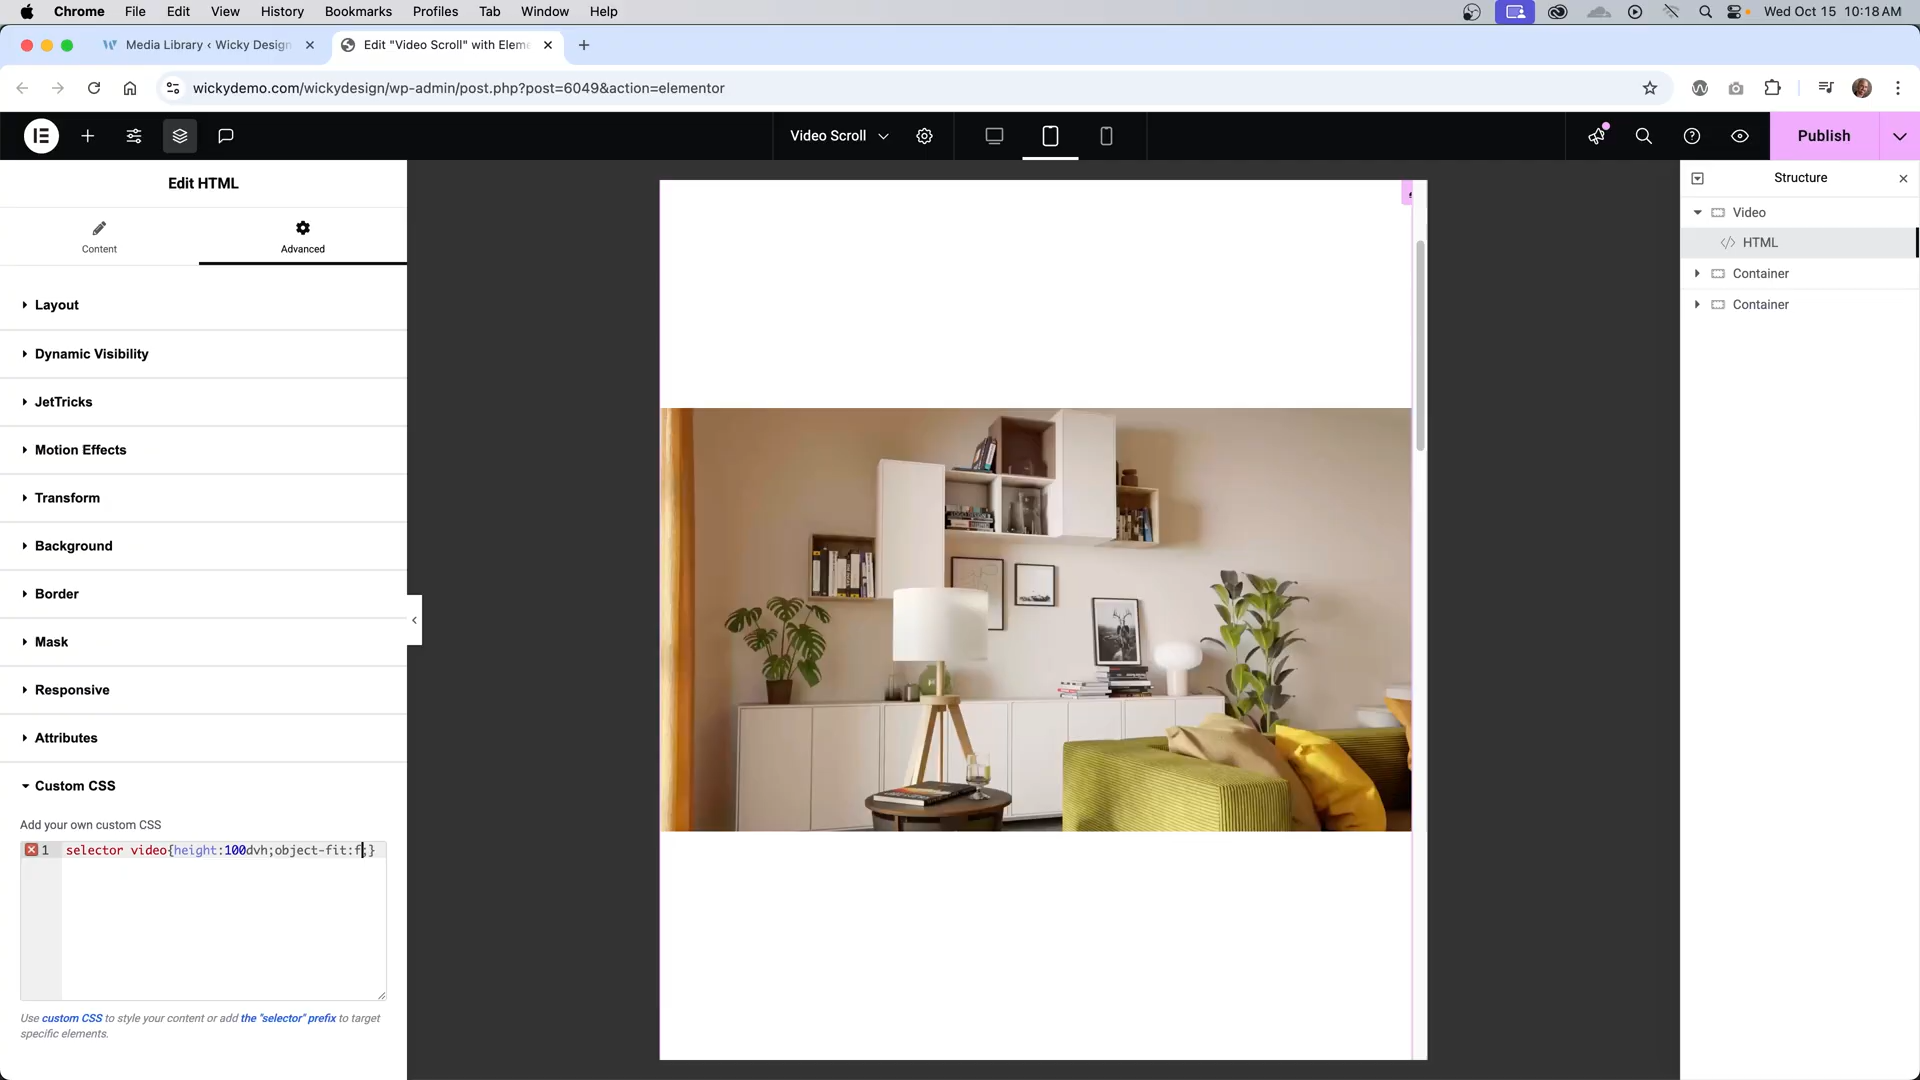 Chrome File Edit View History Bookmarks Profiles Tab Window Help Wed Oct 15 10:18 AM
Media Library ‹ Wicky Design Edit "Video Scroll" with Elem
wickydemo.com/wickydesign/wp-admin/post.php?post=6049&action=elementor
Video Scroll Publish
Edit HTML
Content Advanced
Layout
Dynamic Visibility
JetTricks
Motion Effects
Transform
Background
Border
Mask
Responsive
Attributes
Custom CSS
Add your own custom CSS
1 selector video{height:100dvh;object-fit:f;}
Use custom CSS to style your content or add the "selector" prefix to target
specific elements.
Structure
Video
HTML
Container
Container